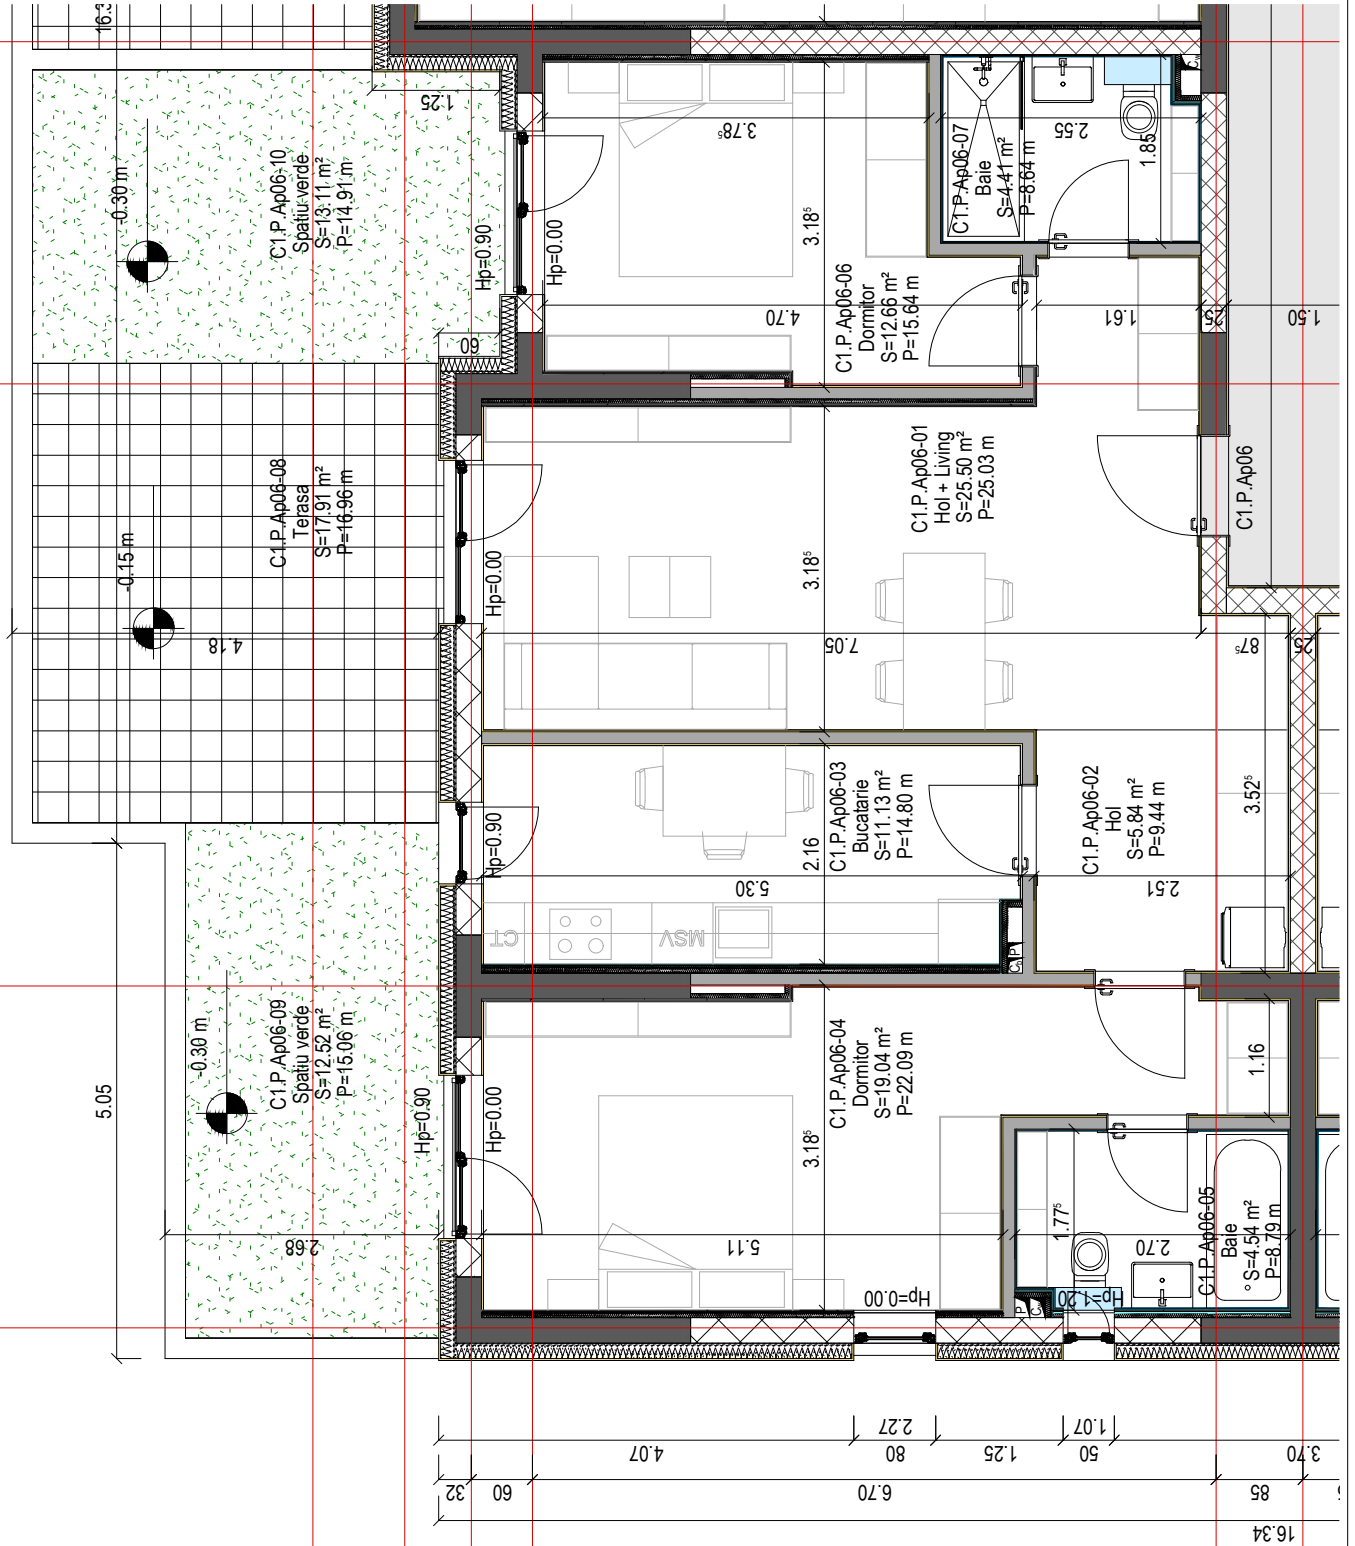 16.3
1.25
-0.30 m
C1.P.Ap06-10
Spatiu verde
S=13.11 m²
P=14.91 m
Hp=0.90
Hp=0.00
3.78⁵
3.18⁵
4.70
C1.P.Ap06-06
Dormitor
S=12.66 m²
P=15.64 m
C1.P.Ap06-07
Baie
S=4.41 m²
P=8.64 m
2.55
1.85
1.61
25
1.50
60
-0.15 m
C1.P.Ap06-08
Terasa
S=17.91 m²
P=16.96 m
4.18
Hp=0.00
3.18⁵
7.05
C1.P.Ap06-01
Hol + Living
S=25.50 m²
P=25.03 m
C1.P.Ap06
87⁵
25
Hp=0.90
2.16
C1.P.Ap06-03
Bucatarie
S=11.13 m²
P=14.80 m
5.30
CT
MSV
C1.P.Ap06-02
Hol
S=5.84 m²
P=9.44 m
3.52⁵
2.51
P
5.05
-0.30 m
C1.P.Ap06-09
Spatiu verde
S=12.52 m²
P=15.06 m
2.68
Hp=0.90
Hp=0.00
C1.P.Ap06-04
Dormitor
S=19.04 m²
P=22.09 m
3.18⁵
5.11
1.16
1.77⁵
2.70
C1.P.Ap06-05
Baie
S=4.54 m²
P=8.79 m
Hp=0.00
Hp=1.20
P
4.07
2.27
80
1.25
1.07
50
3.70
32
60
6.70
85
16.34